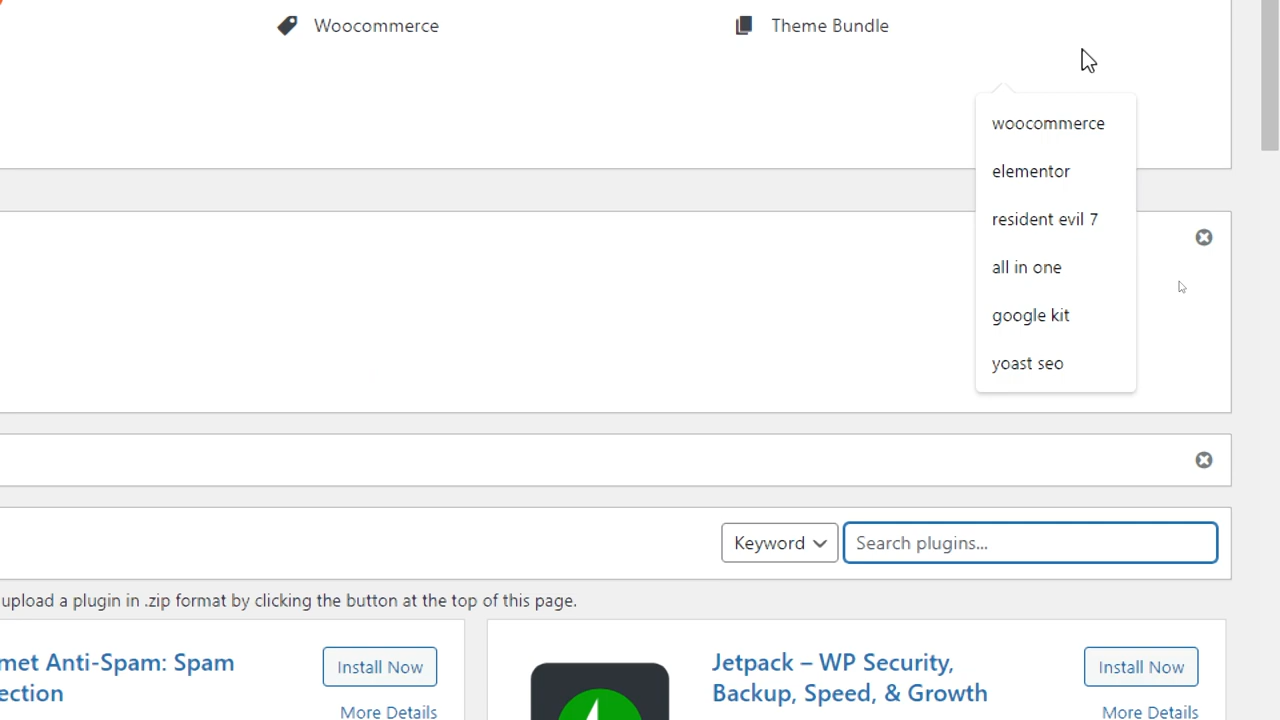 Woocommerce
Theme Bundle
woocommerce
elementor
resident evil 7
all in one
google kit
yoast seo
Keyword
Search plugins...
upload a plugin in .zip format by clicking the button at the top of this page.
met Anti-Spam: Spam
ection
Install Now
More Details
Jetpack – WP Security,
Backup, Speed, & Growth
Install Now
More Details